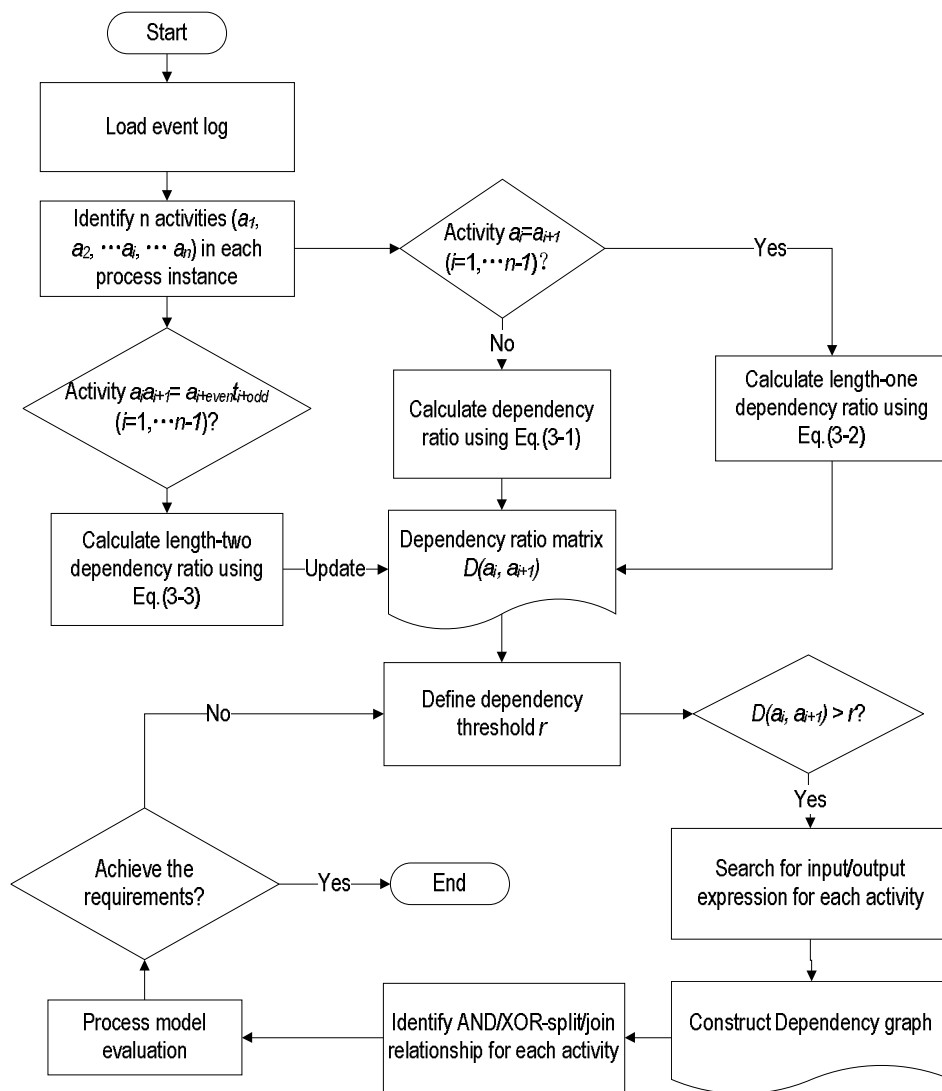 Start
Load event log
Identify n activities (a1,
a2, ···ai, ··· an) in each
process instance
Activity ai=ai+1
(i=1,···n-1)?
Yes
No
Activity aiai+1= ai+eventi+odd
(i=1,···n-1)?
Calculate dependency
ratio using Eq.(3-1)
Calculate length-one
dependency ratio using
Eq.(3-2)
Calculate length-two
dependency ratio using
Eq.(3-3)
Update
Dependency ratio matrix
D(ai, ai+1)
No
Define dependency
threshold r
D(ai, ai+1) > r?
Yes
Achieve the
requirements?
Yes
End
Search for input/output
expression for each activity
Process model
evaluation
Identify AND/XOR-split/join
relationship for each activity
Construct Dependency graph